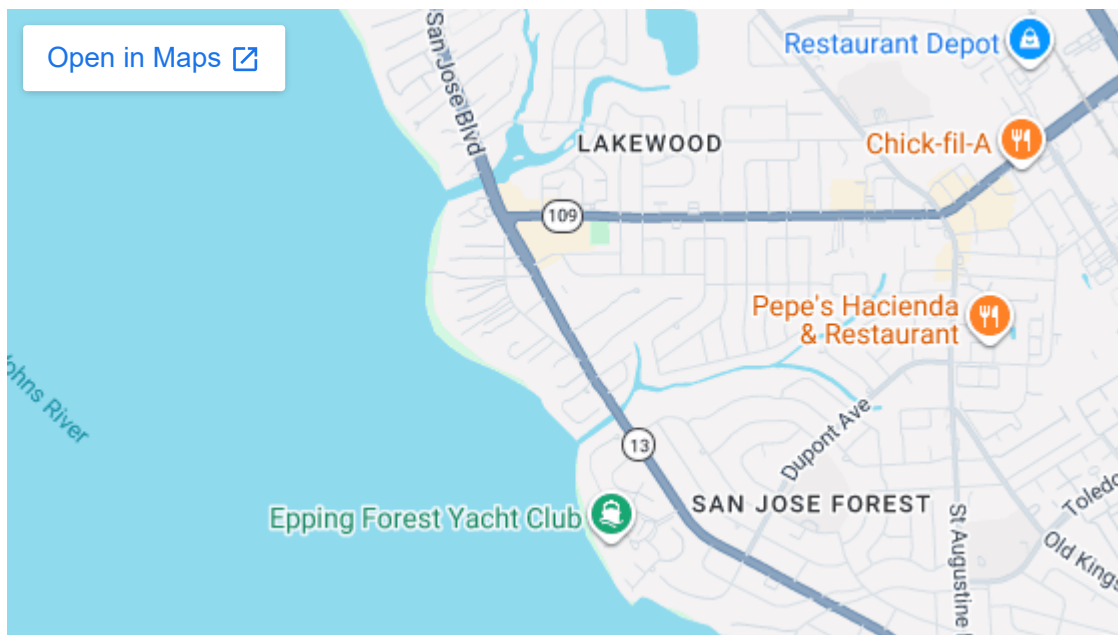 Open in Maps
San Jose Blvd
Restaurant Depot
LAKEWOOD
Chick-fil-A
109
Pepe's Hacienda
& Restaurant
Johns River
Dupont Ave
13
SAN JOSE FOREST
Epping Forest Yacht Club
St Augustine
Toledo
Old Kings